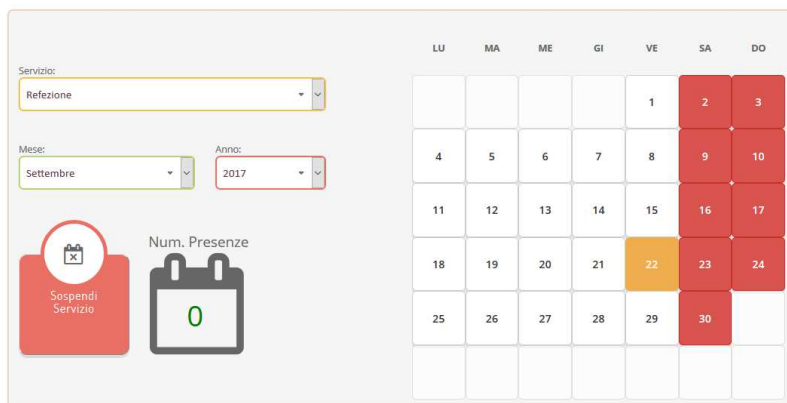 Servizio:
Refezione
Mese:
Anno:
Settembre
2017
Sospendi
Servizio
Num. Presenze
0
LU MA ME GI VE SA DO
1 2 3
4 5 6 7 8 9 10
11 12 13 14 15 16 17
18 19 20 21 22 23 24
25 26 27 28 29 30